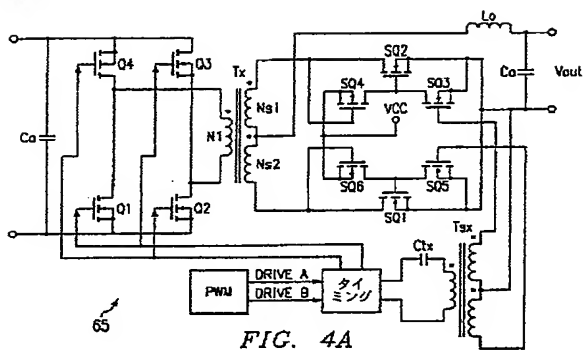 Lo
Q4
Q3
Tx
SQ2
Ns1
SQ4
SQ3
Co
Vout
VCC
Ca
N1
Ns2
SQ6
SQ5
SQ1
Q1
Q2
Tsx
Ctx
PWM
DRIVE A
DRIVE B
タイ
ミング
65
FIG. 4A